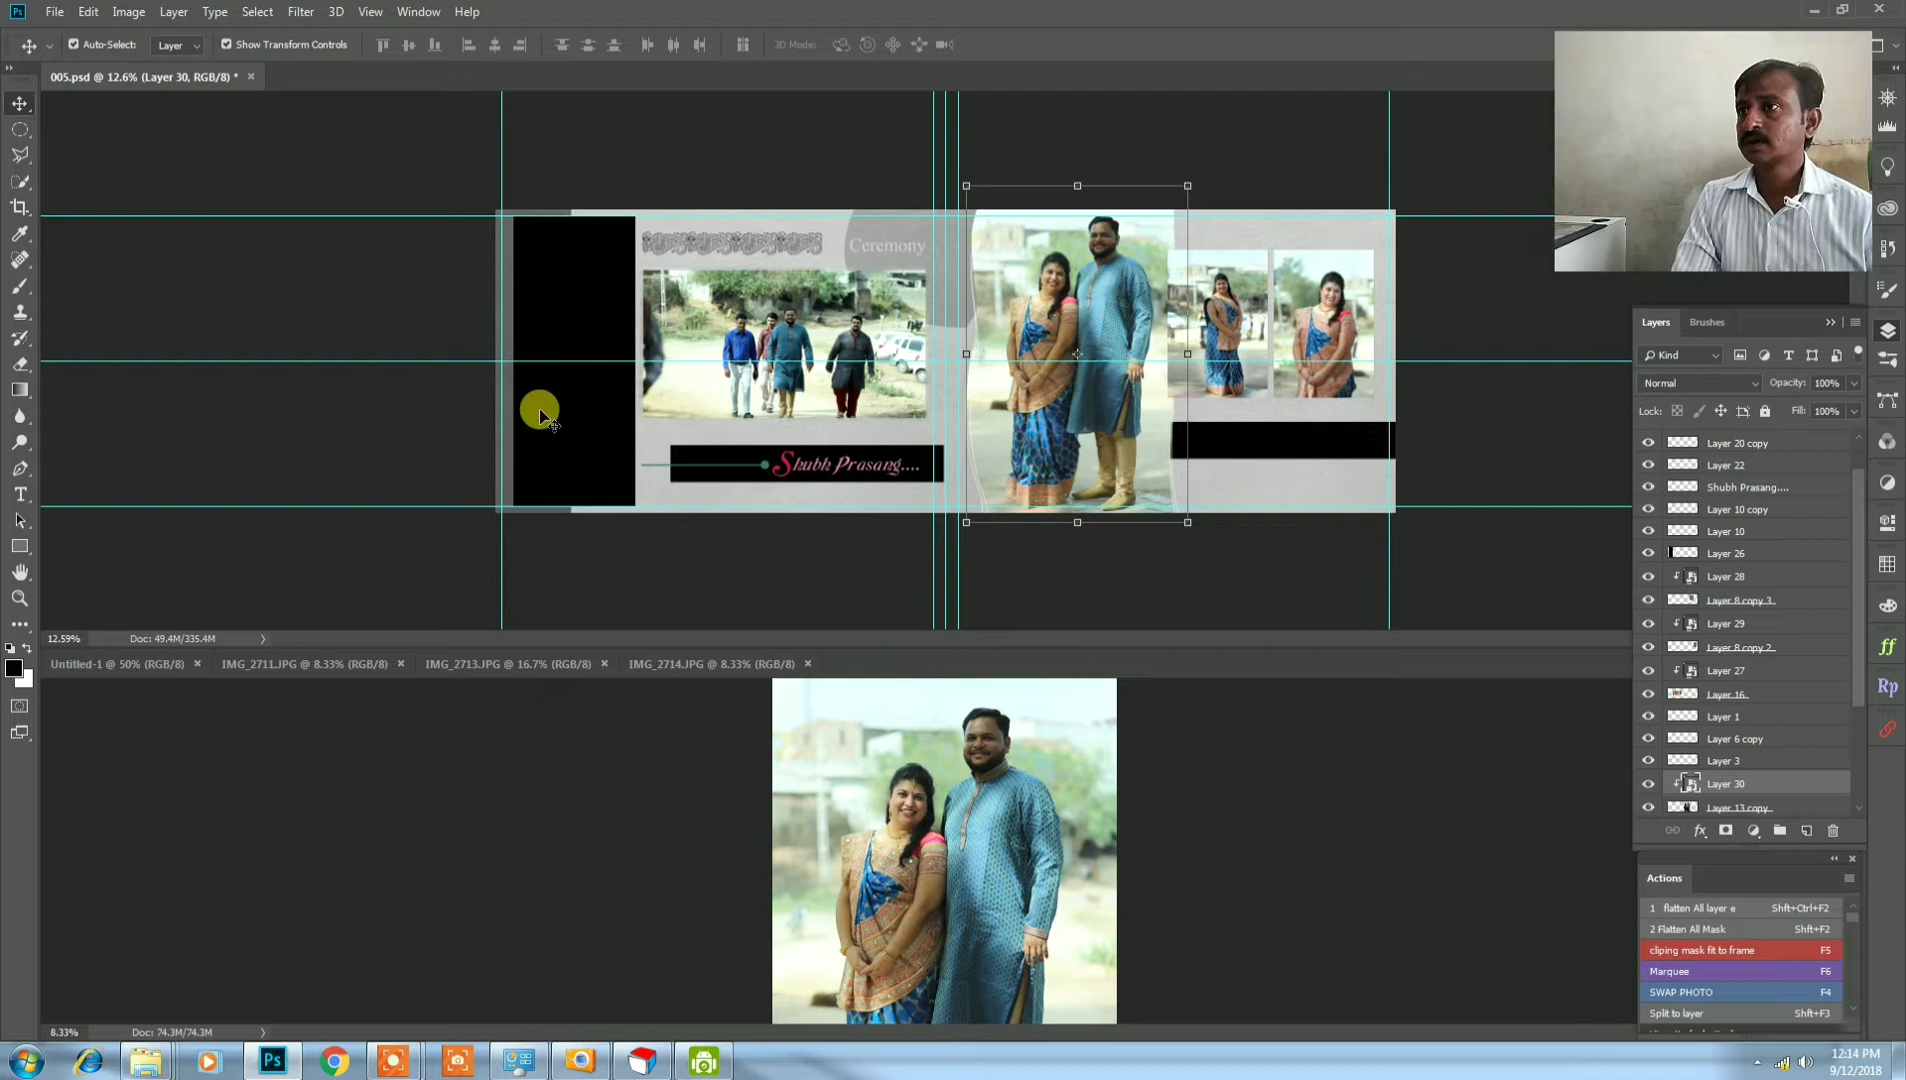 Ps File Edit Image Layer Type Select Filter 3D View Window Help
Auto-Select: Layer Show Transform Controls 3D Mode:
005.psd @ 12.6% (Layer 30, RGB/8) *
Ceremony
Shubh Prasang....
12.59% Doc: 49.4M/335.4M
Untitled-1 @ 50% (RGB/8) IMG_2711.JPG @ 8.33% (RGB/8) IMG_2713.JPG @ 16.7% (RGB/8) IMG_2714.JPG @ 8.33% (RGB/8)
8.33% Doc: 74.3M/74.3M
Layers Brushes
Kind
Normal Opacity: 100%
Lock: Fill: 100%
Layer 20 copy
Layer 22
Shubh Prasang....
Layer 10 copy
Layer 10
Layer 26
Layer 28
Layer 8 copy 3
Layer 29
Layer 8 copy 2
Layer 27
Layer 16
Layer 1
Layer 6 copy
Layer 3
Layer 30
Layer 13 copy
fx
Actions
1 flatten All layer e Shft+Ctrl+F2
2 Flatten All Mask Shft+F2
cliping mask fit to frame F5
Marquee F6
SWAP PHOTO F4
Split to layer Shft+F3
ff
Rp
Ps
12:14 PM
9/12/2018